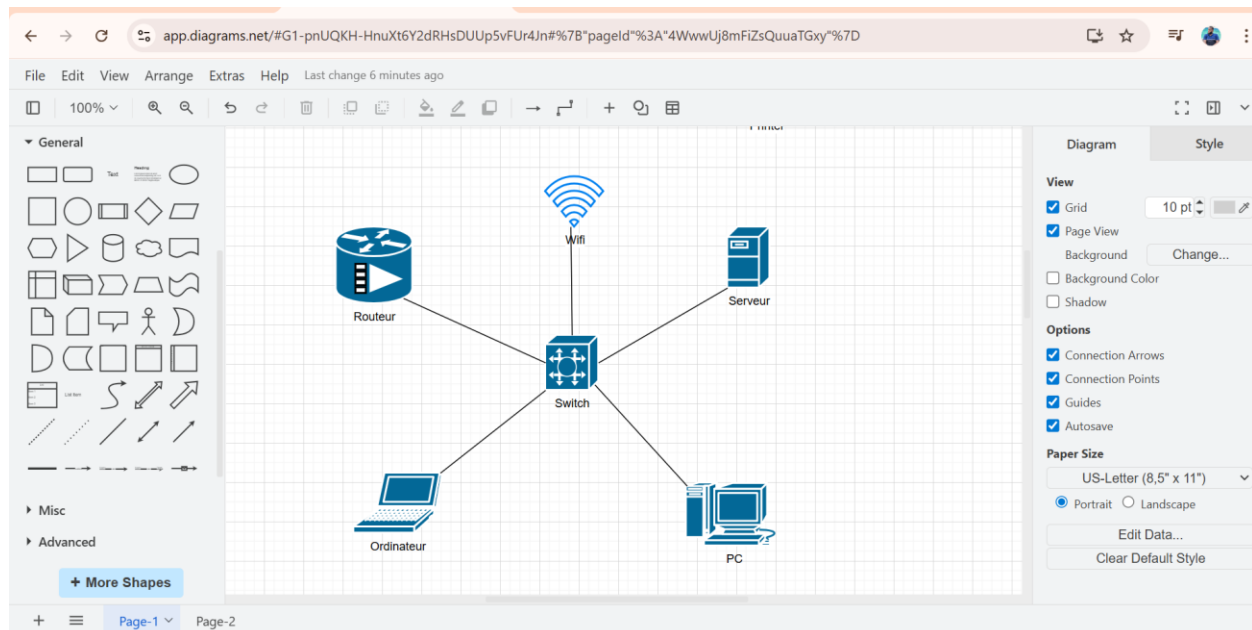 app.diagrams.net/#G1-pnUQKH-HnuXt6Y2dRHsDUUp5vFUr4Jn#%7B"pageId"%3A"4WwwUj8mFiZsQuuaTGxy"%7D
File Edit View Arrange Extras Help Last change 6 minutes ago
100%
General
Text
Heading
List Item
Misc
Advanced
+ More Shapes
Printer
Wifi
Routeur
Serveur
Switch
Ordinateur
PC
Diagram Style
View
Grid 10 pt
Page View
Background Change...
Background Color
Shadow
Options
Connection Arrows
Connection Points
Guides
Autosave
Paper Size
US-Letter (8,5" x 11")
Portrait Landscape
Edit Data...
Clear Default Style
Page-1 Page-2